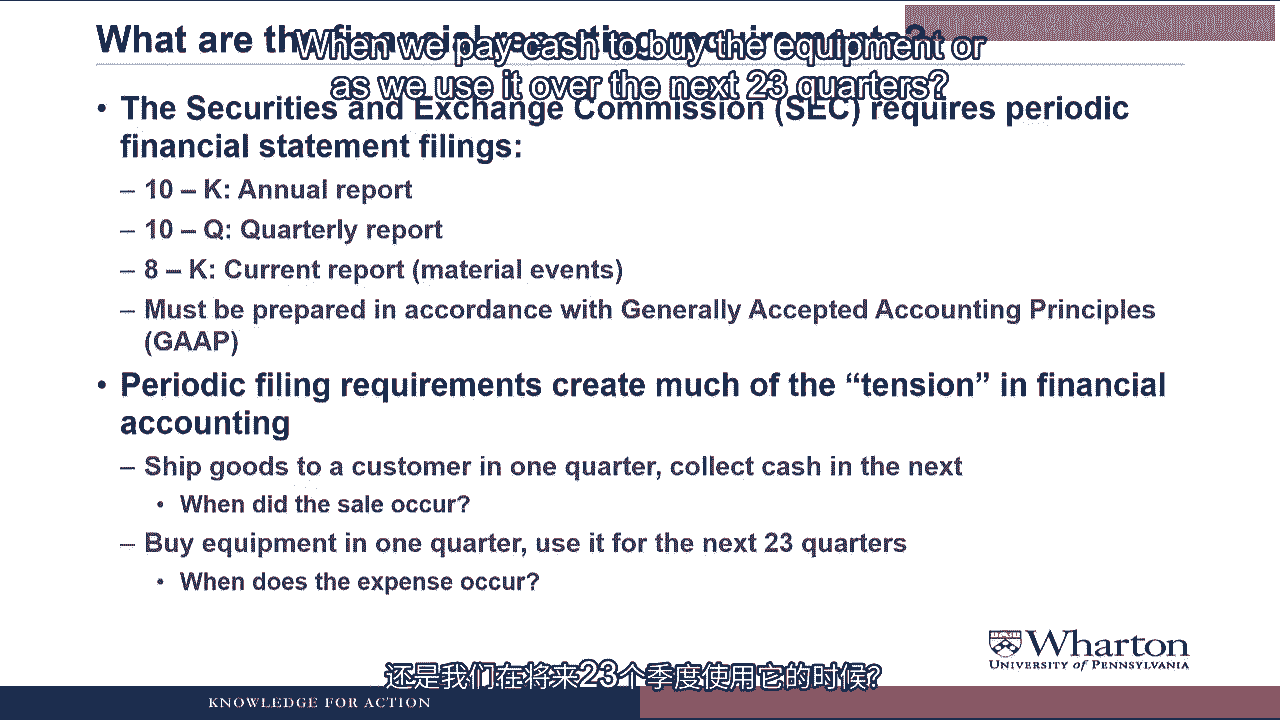 What are the financial reporting requirements?
When we pay cash to buy the equipment or
as we use it over the next 23 quarters?
• The Securities and Exchange Commission (SEC) requires periodic
financial statement filings:
– 10 – K: Annual report
– 10 – Q: Quarterly report
– 8 – K: Current report (material events)
– Must be prepared in accordance with Generally Accepted Accounting Principles
(GAAP)
• Periodic filing requirements create much of the “tension” in financial
accounting
– Ship goods to a customer in one quarter, collect cash in the next
• When did the sale occur?
– Buy equipment in one quarter, use it for the next 23 quarters
• When does the expense occur?
Wharton
UNIVERSITY of PENNSYLVANIA
还是我们在将来23个季度使用它的时候?
KNOWLEDGE FOR ACTION